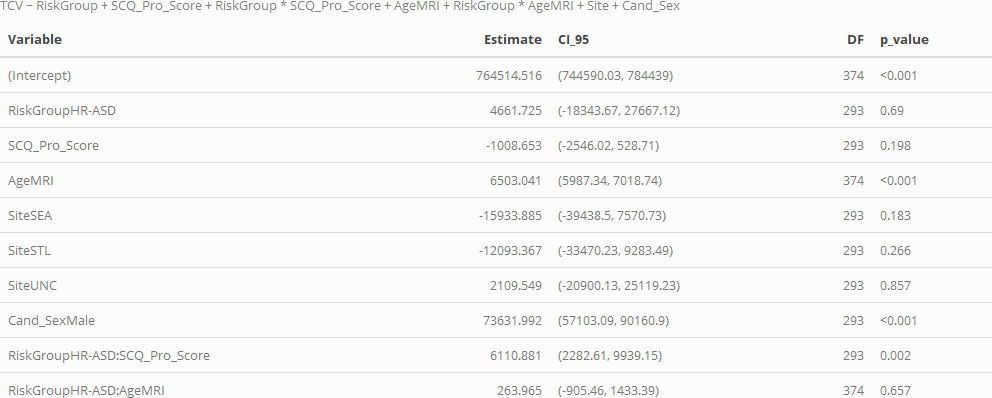 TCV ~ RiskGroup + SCQ_Pro_Score + RiskGroup * SCQ_Pro_Score + AgeMRI + RiskGroup * AgeMRI + Site + Cand_Sex
Variable Estimate CI_95 DF p_value
(Intercept) 764514.516 (744590.03, 784439) 374 <0.001
RiskGroupHR-ASD 4661.725 (-18343.67, 27667.12) 293 0.69
SCQ_Pro_Score -1008.653 (-2546.02, 528.71) 293 0.198
AgeMRI 6503.041 (5987.34, 7018.74) 374 <0.001
SiteSEA -15933.885 (-39438.5, 7570.73) 293 0.183
SiteSTL -12093.367 (-33470.23, 9283.49) 293 0.266
SiteUNC 2109.549 (-20900.13, 25119.23) 293 0.857
Cand_SexMale 73631.992 (57103.09, 90160.9) 293 <0.001
RiskGroupHR-ASD:SCQ_Pro_Score 6110.881 (2282.61, 9939.15) 293 0.002
RiskGroupHR-ASD:AgeMRI 263.965 (-905.46, 1433.39) 374 0.657